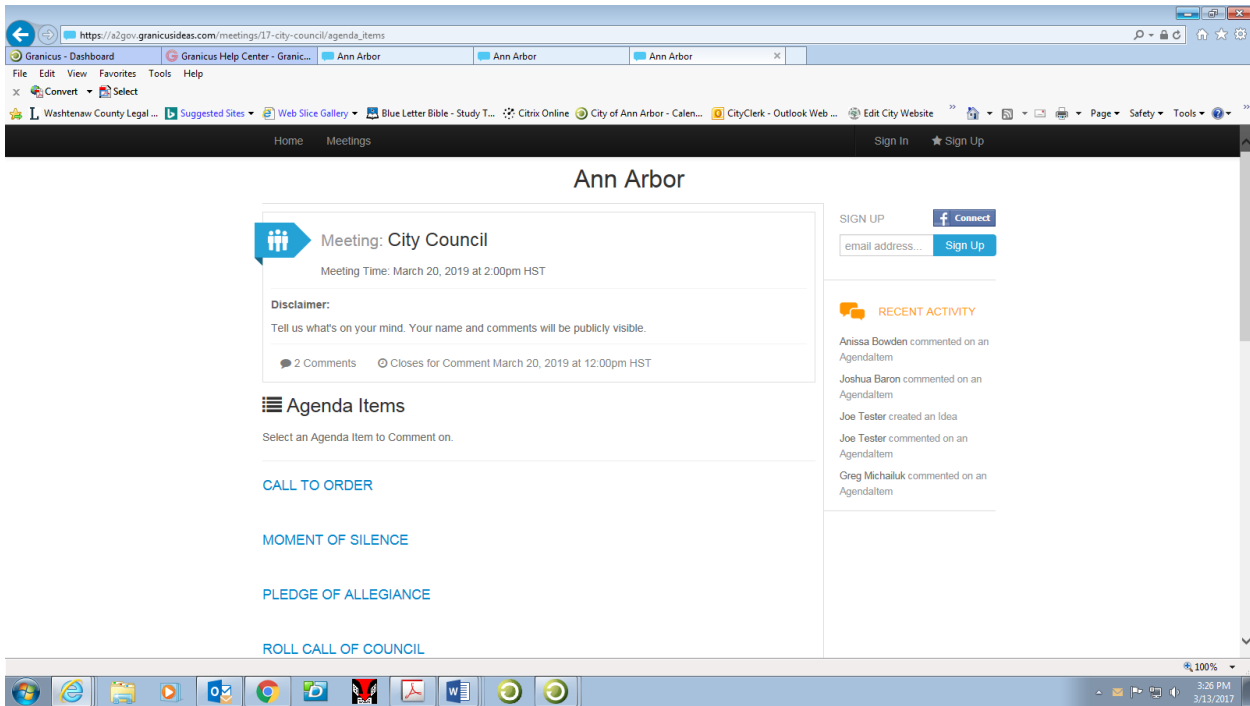 https://a2gov.granicusideas.com/meetings/17-city-council/agenda_items
Granicus - Dashboard
Granicus Help Center - Granic...
Ann Arbor
Ann Arbor
Ann Arbor
File Edit View Favorites Tools Help
x Convert Select
Washtenaw County Legal ... Suggested Sites Web Slice Gallery Blue Letter Bible - Study T... Citrix Online City of Ann Arbor - Calen... CityClerk - Outlook Web ... Edit City Website » Page Safety Tools »
Home Meetings Sign In Sign Up
Ann Arbor
Meeting: City Council
Meeting Time: March 20, 2019 at 2:00pm HST
Disclaimer:
Tell us what's on your mind. Your name and comments will be publicly visible.
2 Comments Closes for Comment March 20, 2019 at 12:00pm HST
Agenda Items
Select an Agenda Item to Comment on.
CALL TO ORDER
MOMENT OF SILENCE
PLEDGE OF ALLEGIANCE
ROLL CALL OF COUNCIL
SIGN UP f Connect
email address... Sign Up
RECENT ACTIVITY
Anissa Bowden commented on an
AgendaItem
Joshua Baron commented on an
AgendaItem
Joe Tester created an Idea
Joe Tester commented on an
AgendaItem
Greg Michailuk commented on an
AgendaItem
100%
3:26 PM
3/13/2017